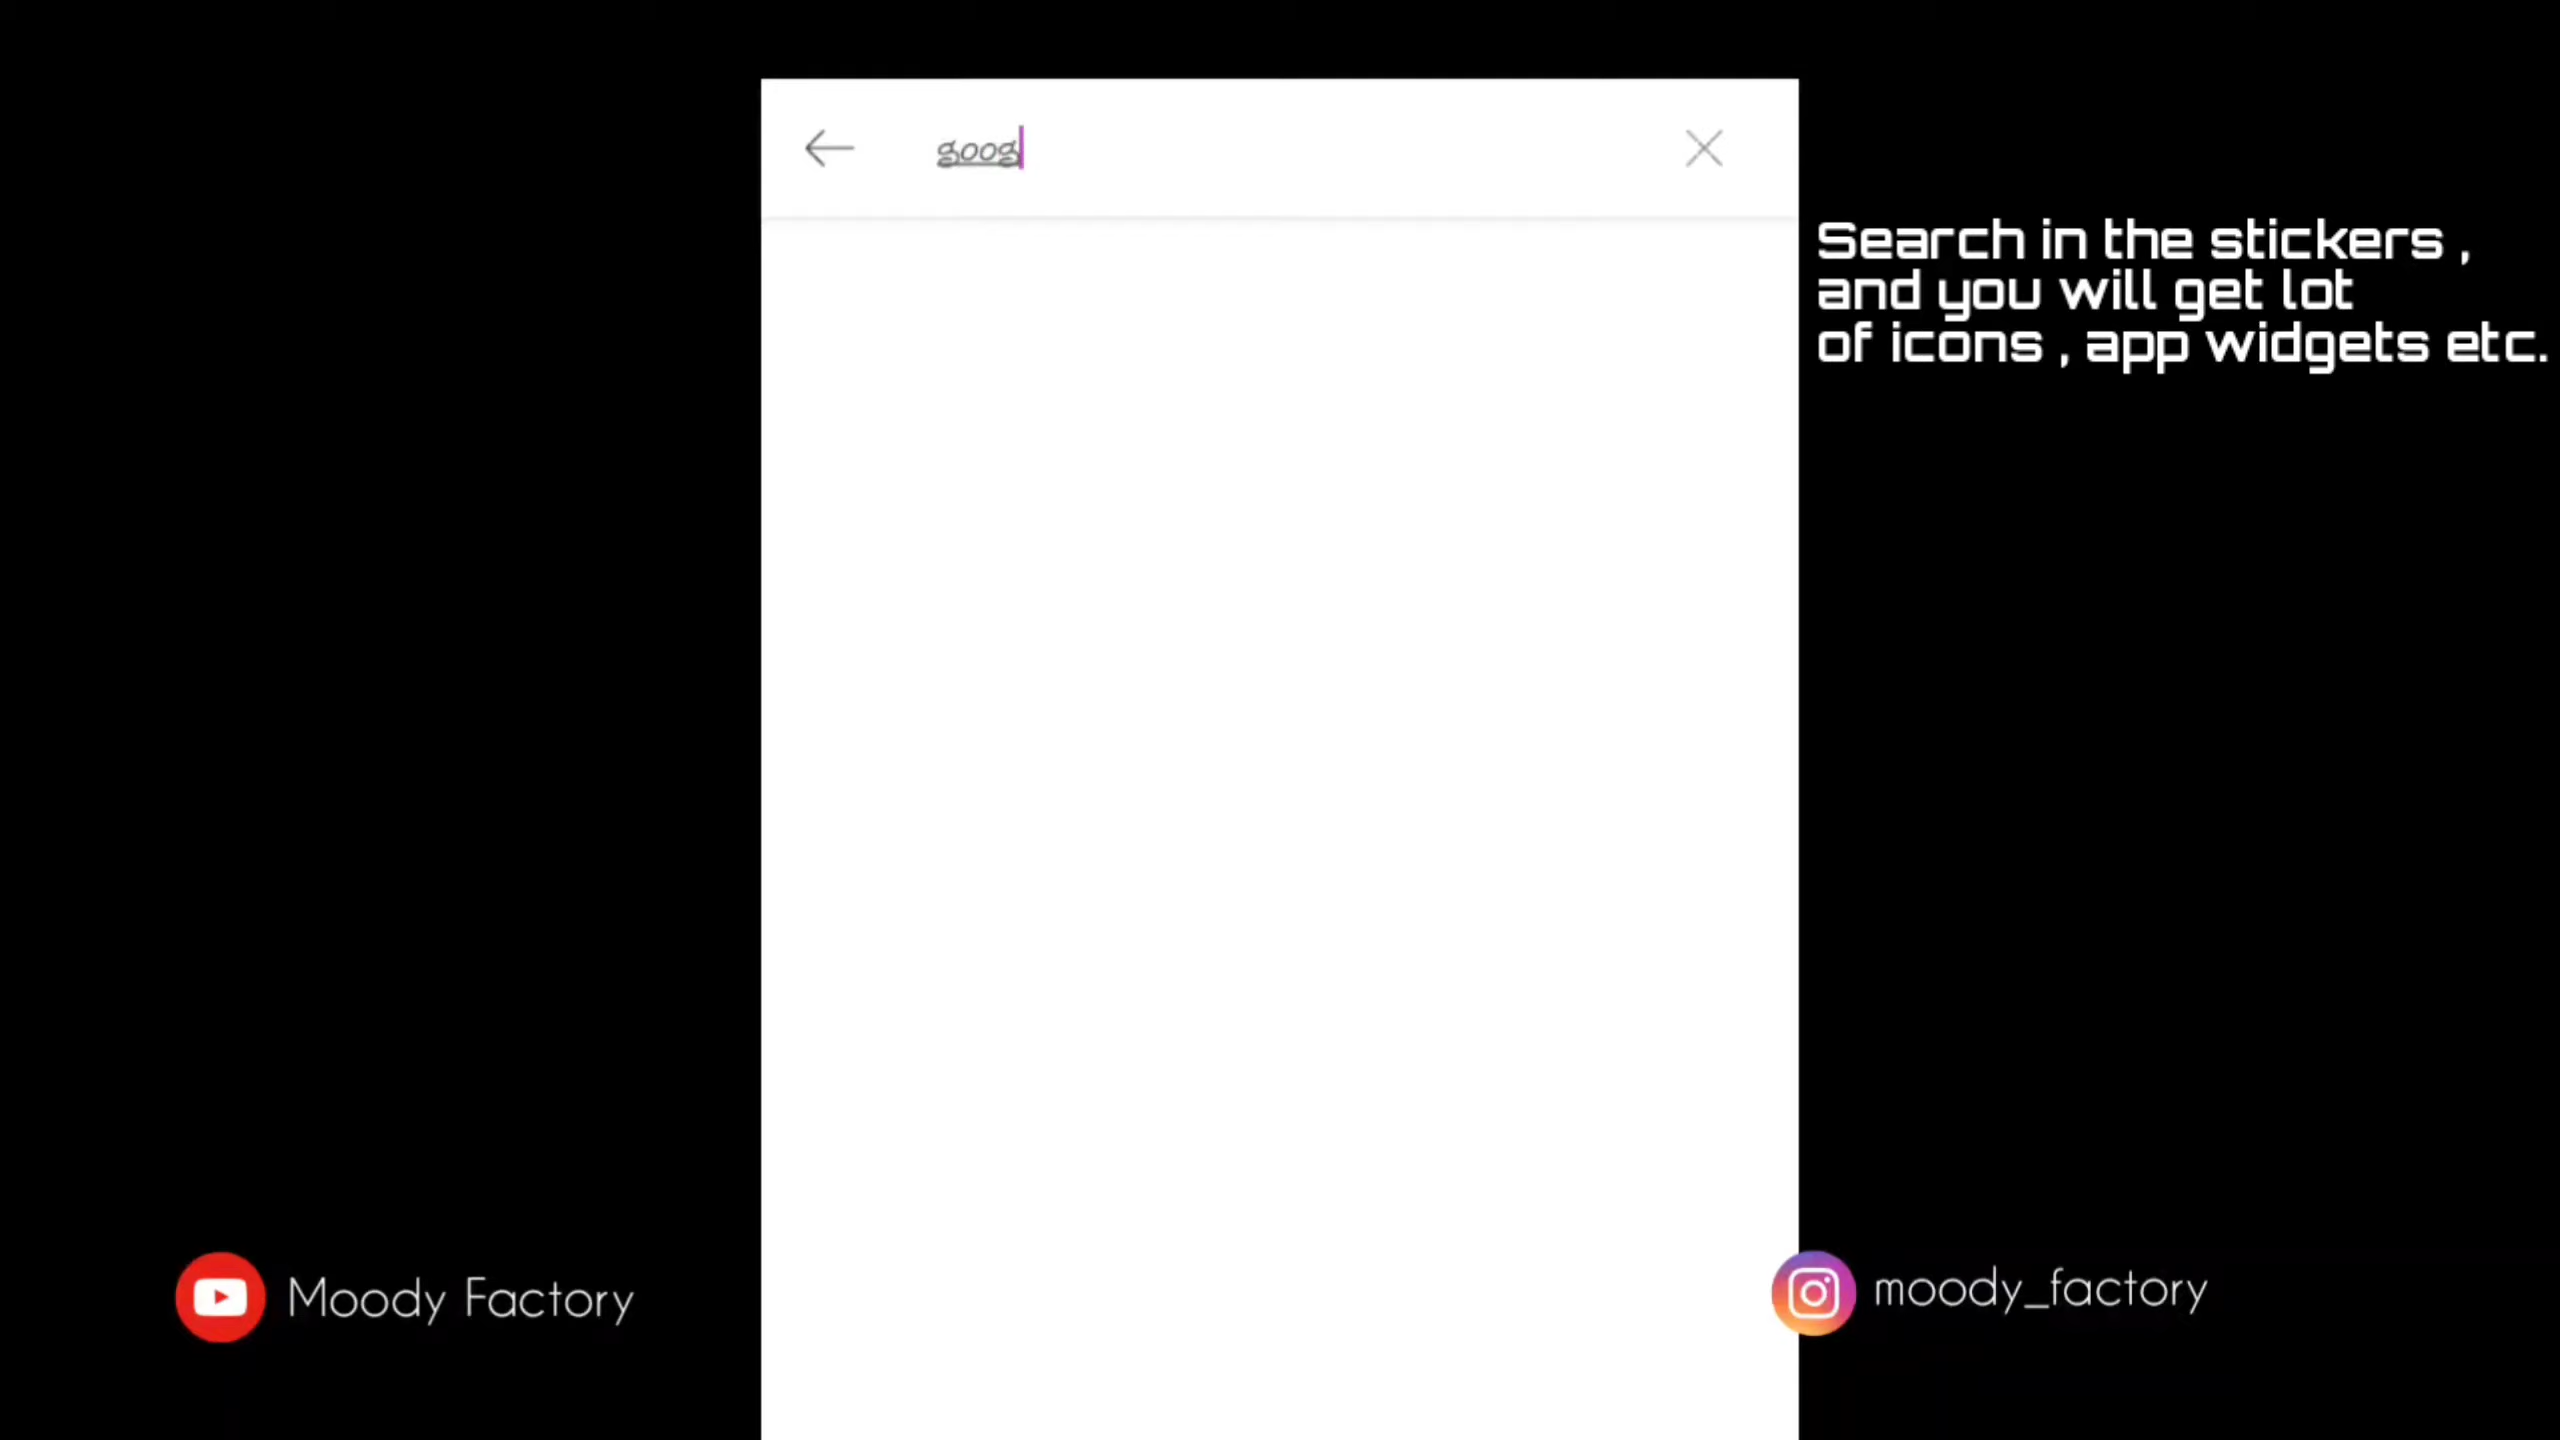 goog
Search in the stickers ,
and you will get lot
of icons , app widgets etc.
Moody Factory
moody_factory